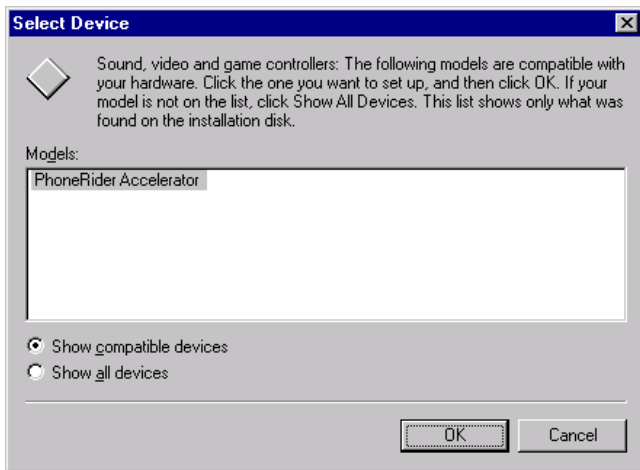 Select Device
Sound, video and game controllers: The following models are compatible with
your hardware. Click the one you want to set up, and then click OK. If your
model is not on the list, click Show All Devices. This list shows only what was
found on the installation disk.
Models:
PhoneRider Accelerator
Show compatible devices
Show all devices
OK
Cancel